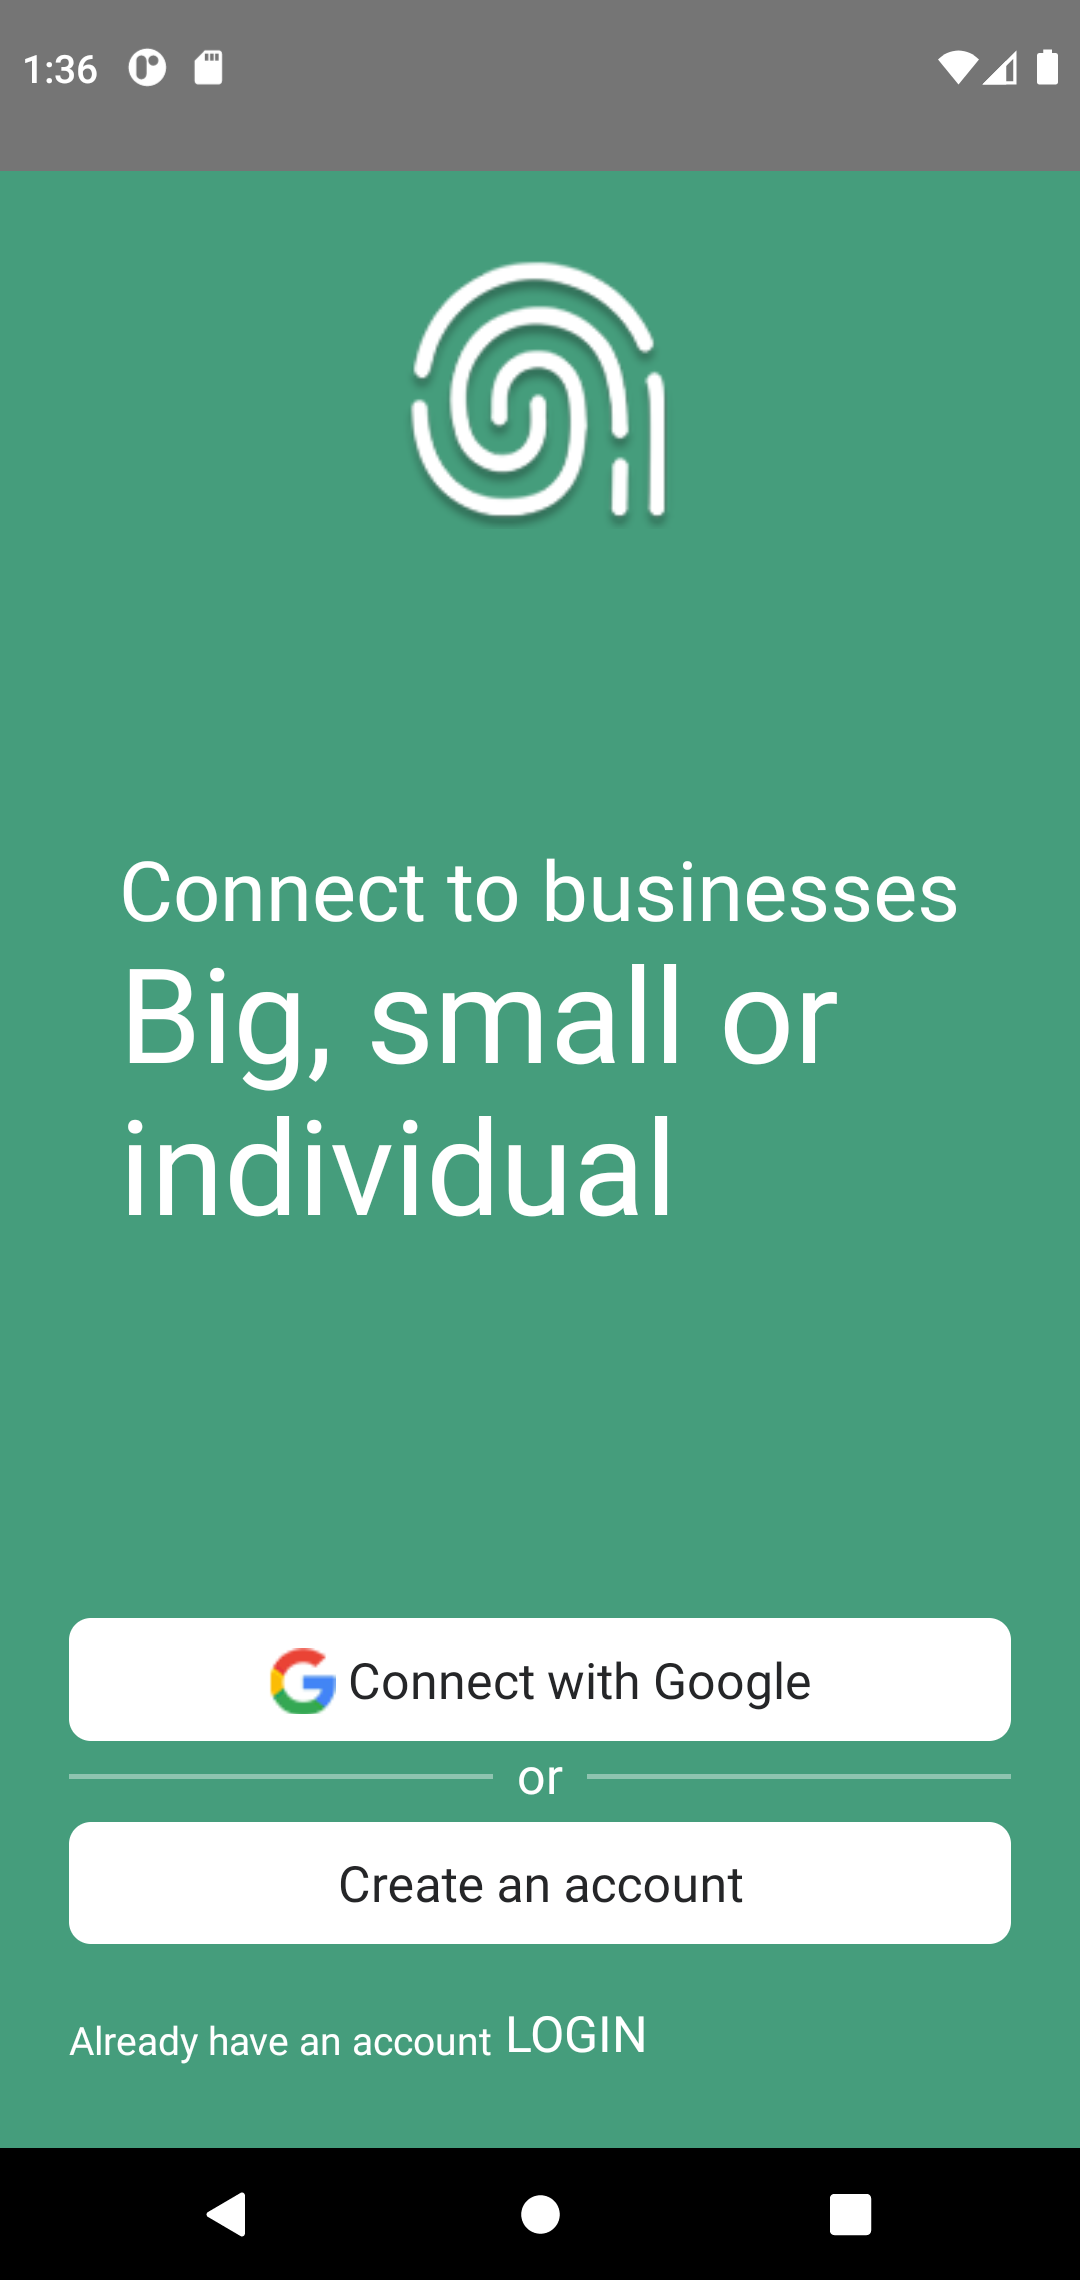 1:36
Connect to businesses
Big, small or
individual
Connect with Google
or
Create an account
Already have an account LOGIN